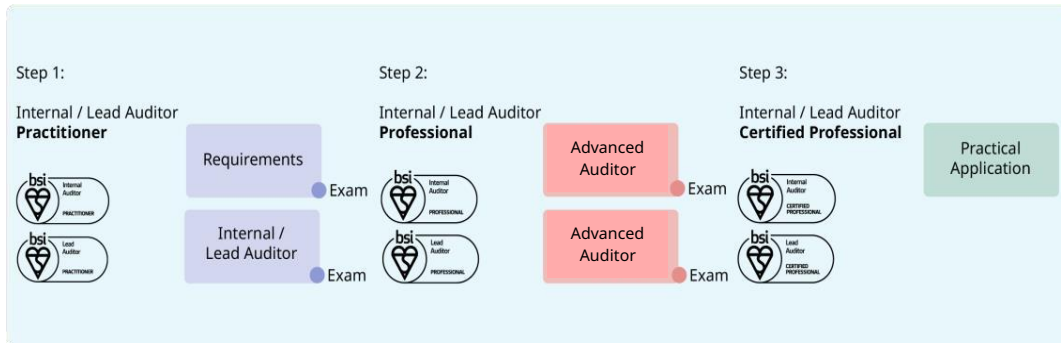 Step 1:
Internal / Lead Auditor
Practitioner
Requirements
Exam
Internal /
Lead Auditor
Exam
bsi
Internal
Auditor
PRACTITIONER
bsi
Lead
Auditor
PRACTITIONER
Step 2:
Internal / Lead Auditor
Professional
Advanced
Auditor
Exam
Advanced
Auditor
Exam
bsi
Internal
Auditor
PROFESSIONAL
bsi
Lead
Auditor
PROFESSIONAL
Step 3:
Internal / Lead Auditor
Certified Professional
Practical
Application
bsi
Internal
Auditor
CERTIFIED
PROFESSIONAL
bsi
Lead
Auditor
CERTIFIED
PROFESSIONAL